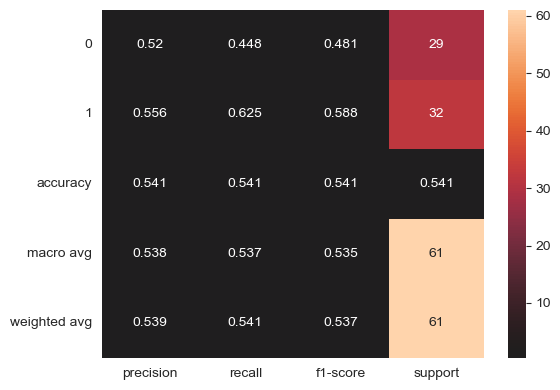 0 0.52 0.448 0.481 29
1 0.556 0.625 0.588 32
accuracy 0.541 0.541 0.541 0.541
macro avg 0.538 0.537 0.535 61
weighted avg 0.539 0.541 0.537 61
precision recall f1-score support
60
50
40
30
20
10